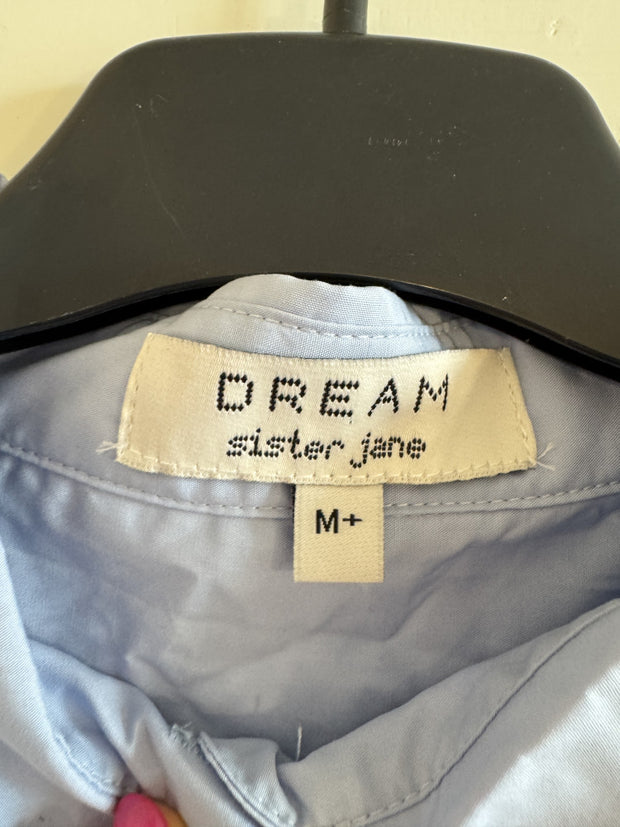 DREAM
sister jane
M+